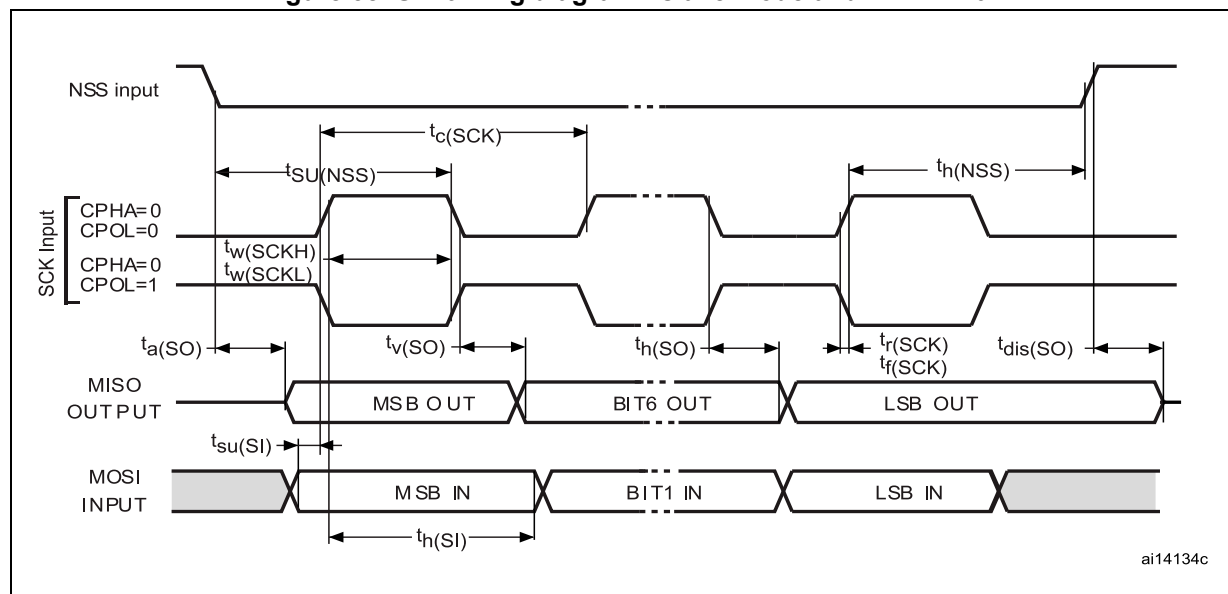 NSS input
tc(SCK)
tSU(NSS)
th(NSS)
SCK Input
CPHA=0
CPOL=0
tw(SCKH)
tw(SCKL)
CPHA=0
CPOL=1
ta(SO)
tv(SO)
th(SO)
tr(SCK)
tf(SCK)
tdis(SO)
MISO
OUTPUT
MSB OUT
BIT6 OUT
LSB OUT
tsu(SI)
MOSI
INPUT
MSB IN
BIT1 IN
LSB IN
th(SI)
ai14134c